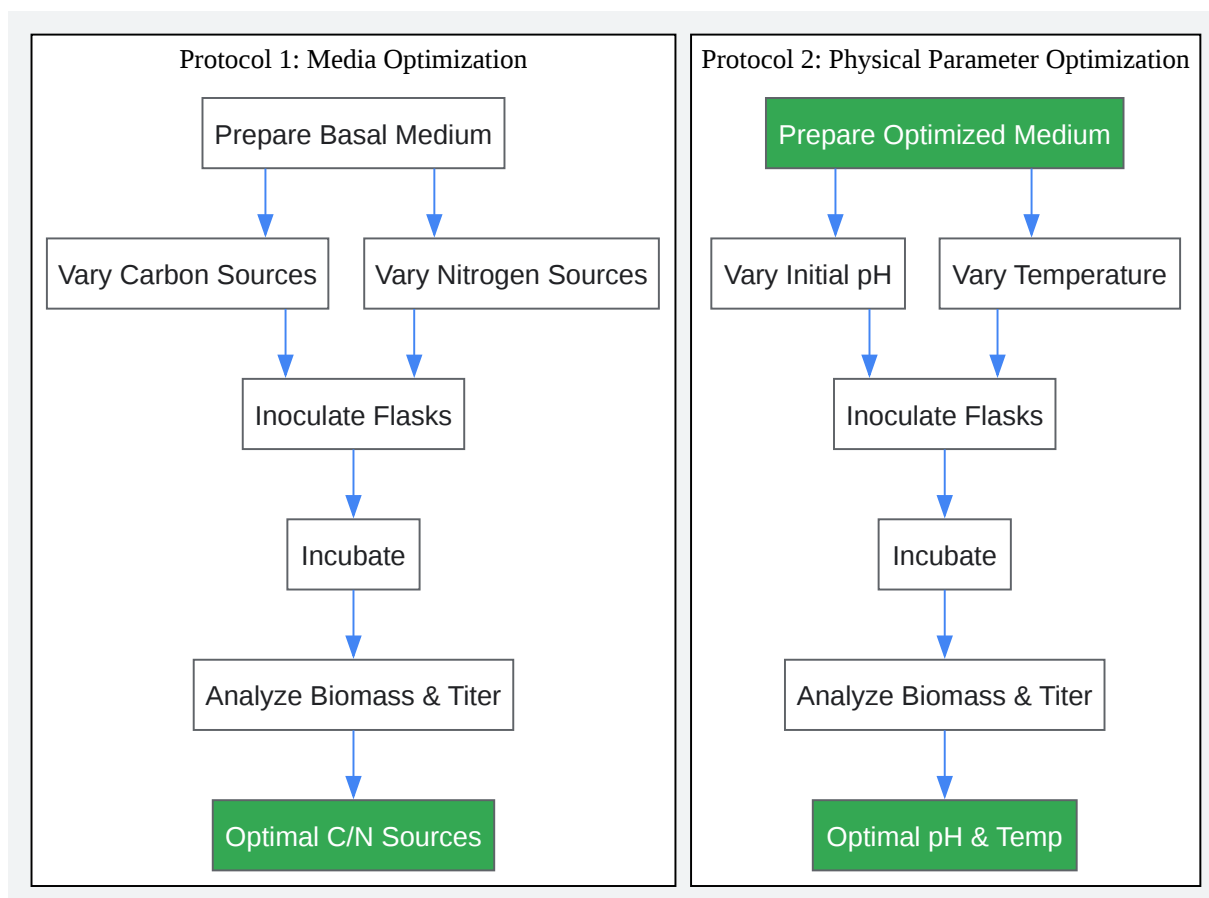 Protocol 1: Media Optimization
Prepare Basal Medium
Vary Carbon Sources
Vary Nitrogen Sources
Inoculate Flasks
Incubate
Analyze Biomass & Titer
Optimal C/N Sources
Protocol 2: Physical Parameter Optimization
Prepare Optimized Medium
Vary Initial pH
Vary Temperature
Inoculate Flasks
Incubate
Analyze Biomass & Titer
Optimal pH & Temp